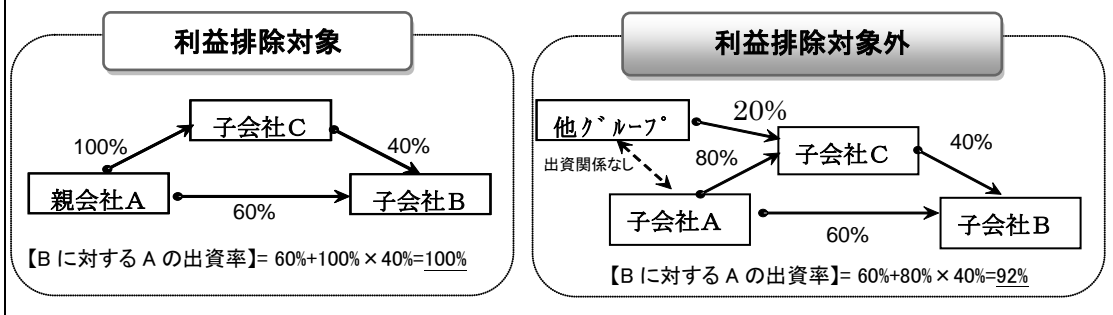 利益排除対象
子会社C
100%
40%
親会社A
60%
子会社B
【B に対する A の出資率】= 60%+100%×40%=100%
利益排除対象外
他ｸﾞﾙｰﾌﾟ
20%
出資関係なし
80%
子会社C
40%
子会社A
60%
子会社B
【B に対する A の出資率】= 60%+80%×40%=92%